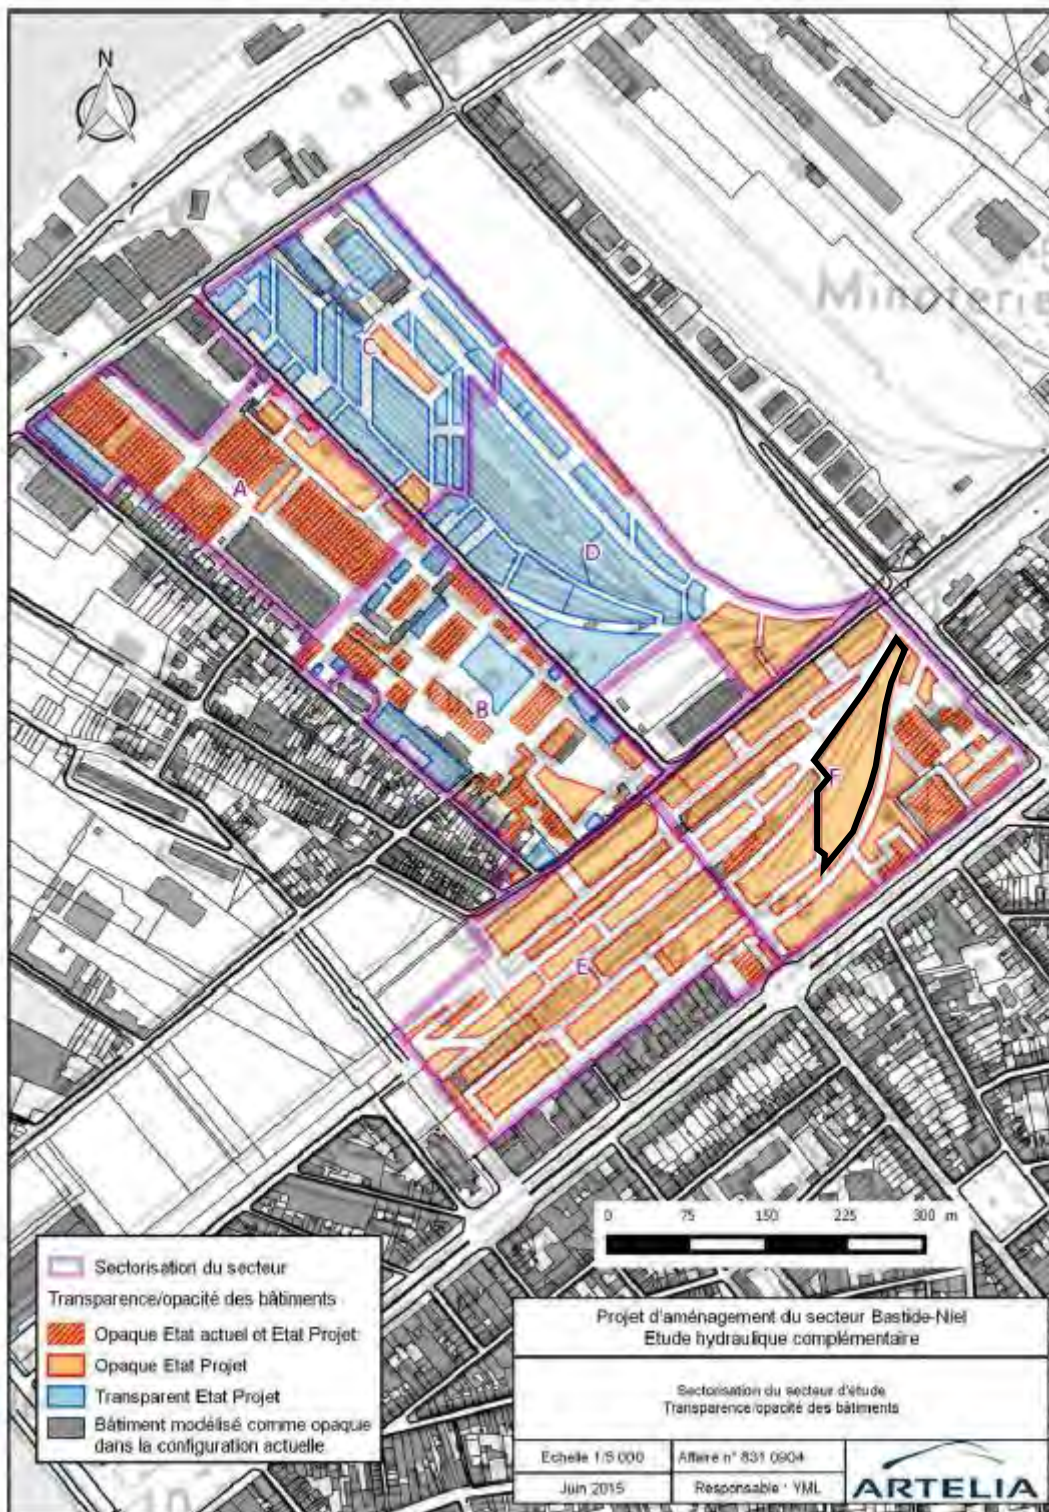 N
Minoterie
C
A
D
B
F
E
0 75 150 225 300 m
Sectorisation du secteur
Transparence/opacité des bâtiments
Opaque Etat actuel et Etat Projet
Opaque Etat Projet
Transparent Etat Projet
Bâtiment modélisé comme opaque
dans la configuration actuelle
Projet d'aménagement du secteur Bastide-Niel
Etude hydraulique complémentaire
Sectorisation du secteur d'étude
Transparence/opacité des bâtiments
Echelle 1/5 000
Affaire n° 831 0904
Juin 2015
Responsable : YML
ARTELIA
10